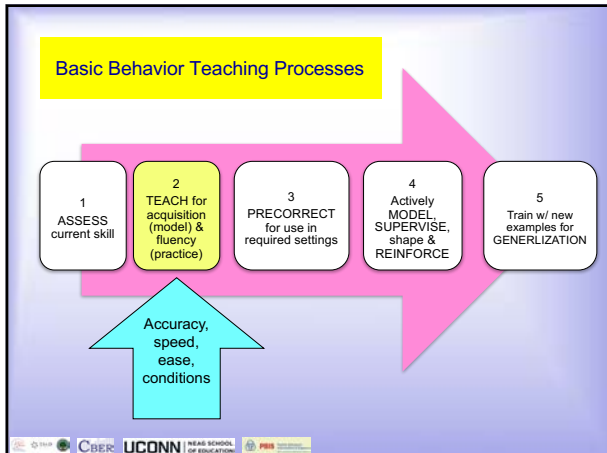 Basic Behavior Teaching Processes
1
ASSESS
current skill
2
TEACH for
acquisition
(model) &
fluency
(practice)
3
PRECORRECT
for use in
required settings
4
Actively
MODEL,
SUPERVISE,
shape &
REINFORCE
5
Train w/ new
examples for
GENERLIZATION
Accuracy,
speed,
ease,
conditions
CBER
UCONN
NEAG SCHOOL
OF EDUCATION
PBIS